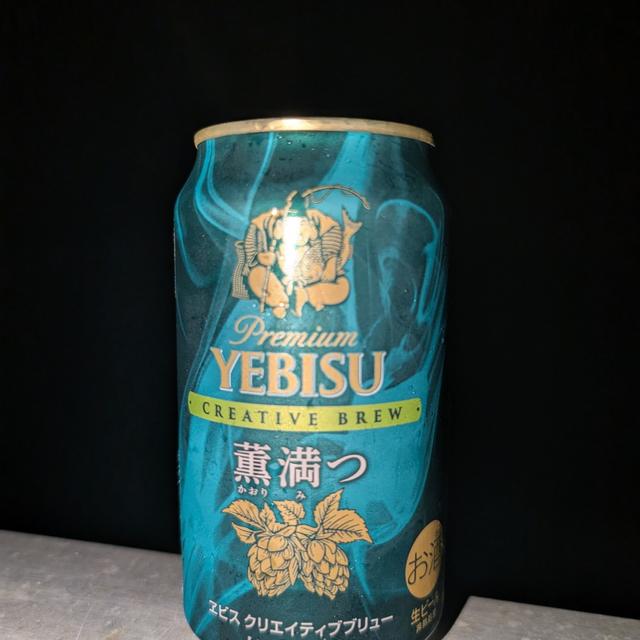 Premium
YEBISU
CREATIVE BREW
薫満つ
かおり み
お酒
ヱビス クリエイティブブリュー
生ビール